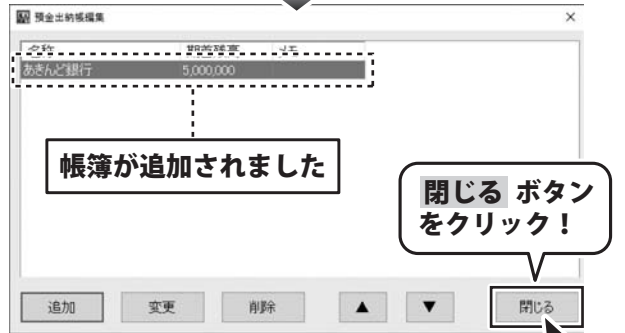 預金出納帳編集
名称 期首残高 メモ
あきんど銀行 5,000,000
帳簿が追加されました
閉じる ボタン
をクリック！
追加 変更 削除 ▲ ▼ 閉じる